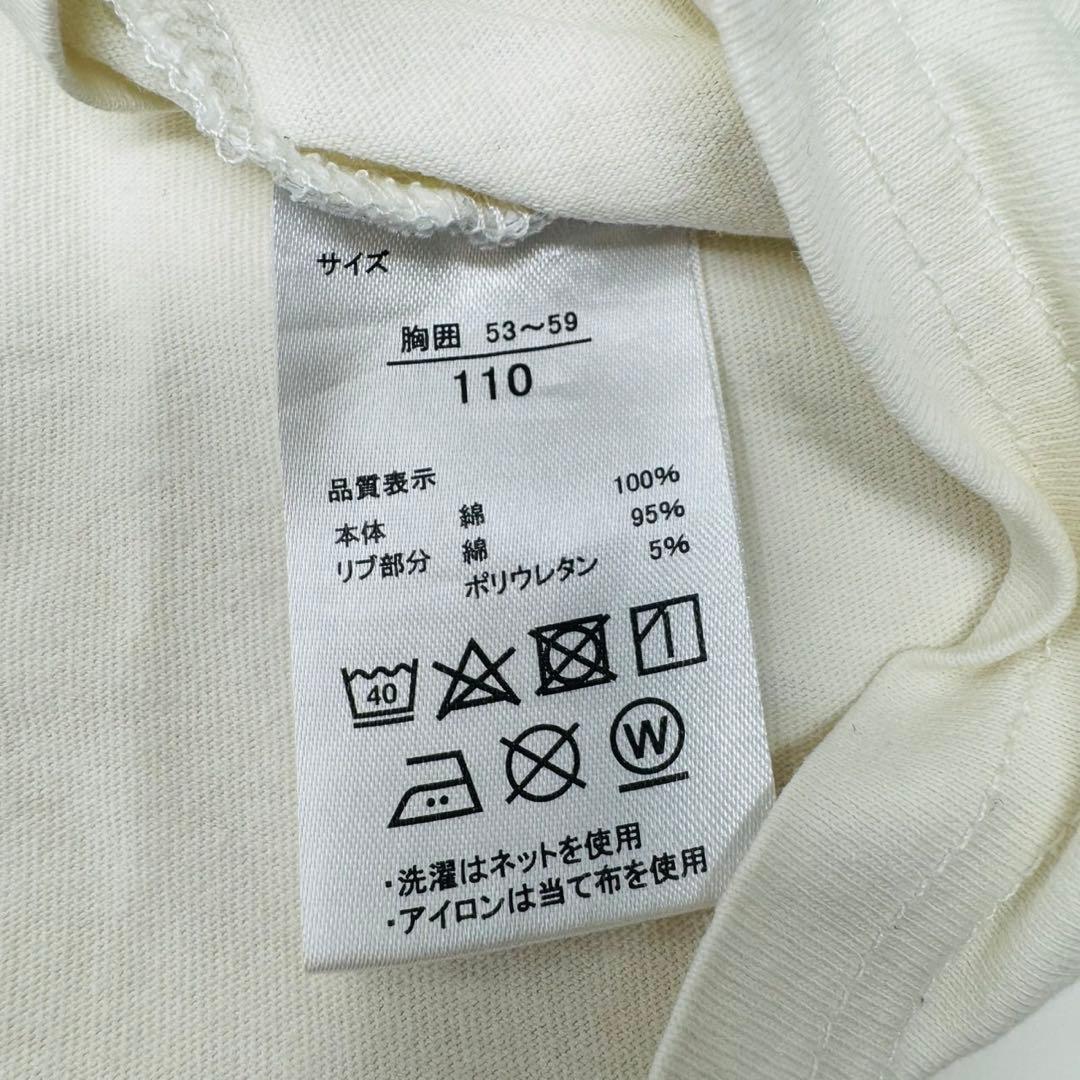 サイズ
胸囲 53～59
110
品質表示
本体 綿 100%
リブ部分 綿 95%
ポリウレタン 5%
40
W
・洗濯はネットを使用
・アイロンは当て布を使用